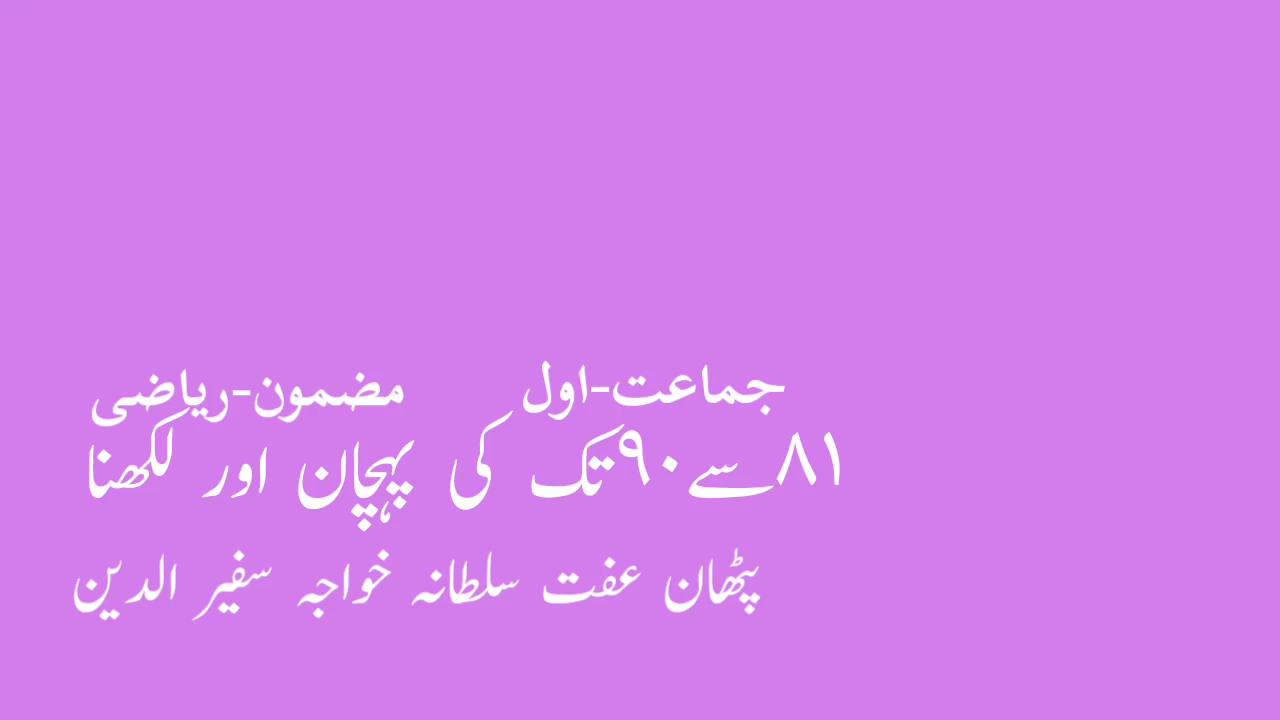 جماعت-اول مضمون-ریاضی
۸۱سے۹۰تک کی پہچان اور لکھنا
پٹھان عفت سلطانہ خواجہ سفیر الدین